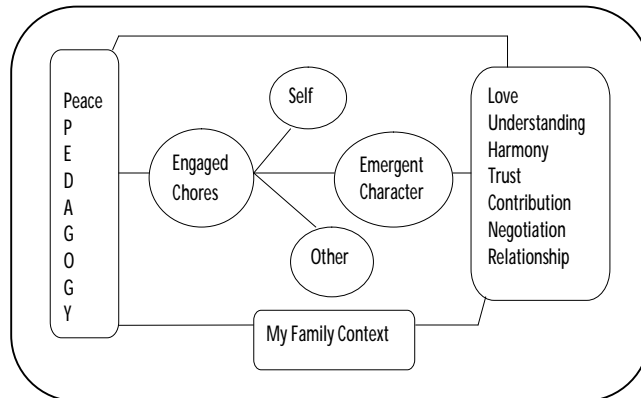 Peace
P
E
D
A
G
O
G
Y
Engaged
Chores
Self
Other
Emergent
Character
Love
Understanding
Harmony
Trust
Contribution
Negotiation
Relationship
My Family Context